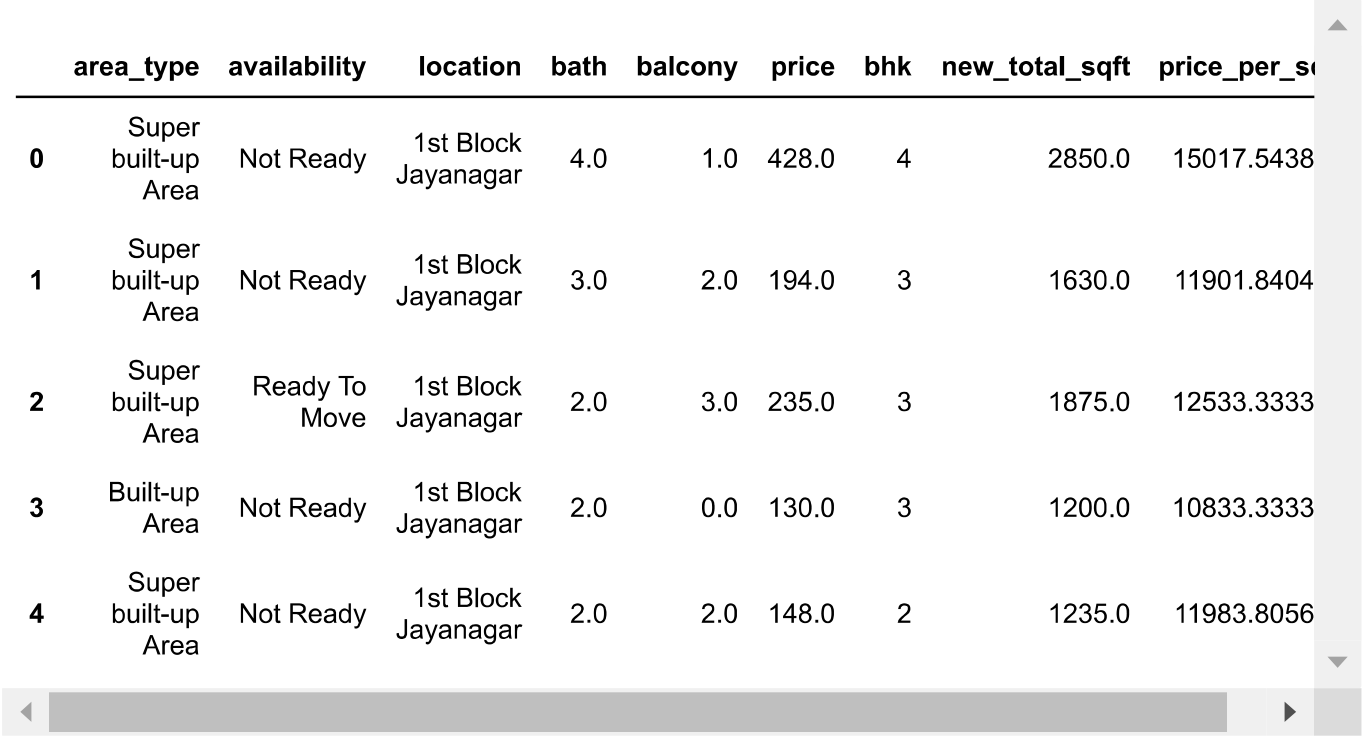 area_type availability location bath balcony price bhk new_total_sqft price_per_s
0 Super built-up Area Not Ready 1st Block Jayanagar 4.0 1.0 428.0 4 2850.0 15017.5438
1 Super built-up Area Not Ready 1st Block Jayanagar 3.0 2.0 194.0 3 1630.0 11901.8404
2 Super built-up Area Ready To Move 1st Block Jayanagar 2.0 3.0 235.0 3 1875.0 12533.3333
3 Built-up Area Not Ready 1st Block Jayanagar 2.0 0.0 130.0 3 1200.0 10833.3333
4 Super built-up Area Not Ready 1st Block Jayanagar 2.0 2.0 148.0 2 1235.0 11983.8056